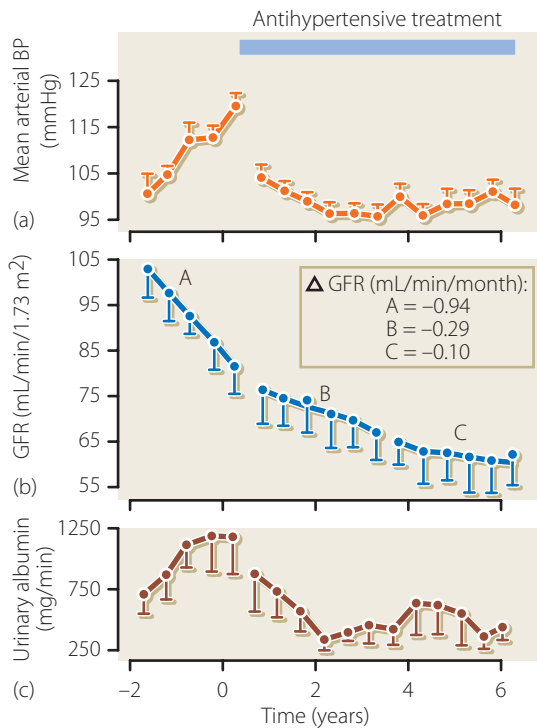 Antihypertensive treatment
Mean arterial BP
(mmHg)
125
115
105
95
(a)
GFR (mL/min/1.73 m²)
105
95
85
75
65
55
A
B
C
Δ GFR (mL/min/month):
A = –0.94
B = –0.29
C = –0.10
(b)
Urinary albumin
(mg/min)
1250
750
250
(c)
–2 0 2 4 6
Time (years)